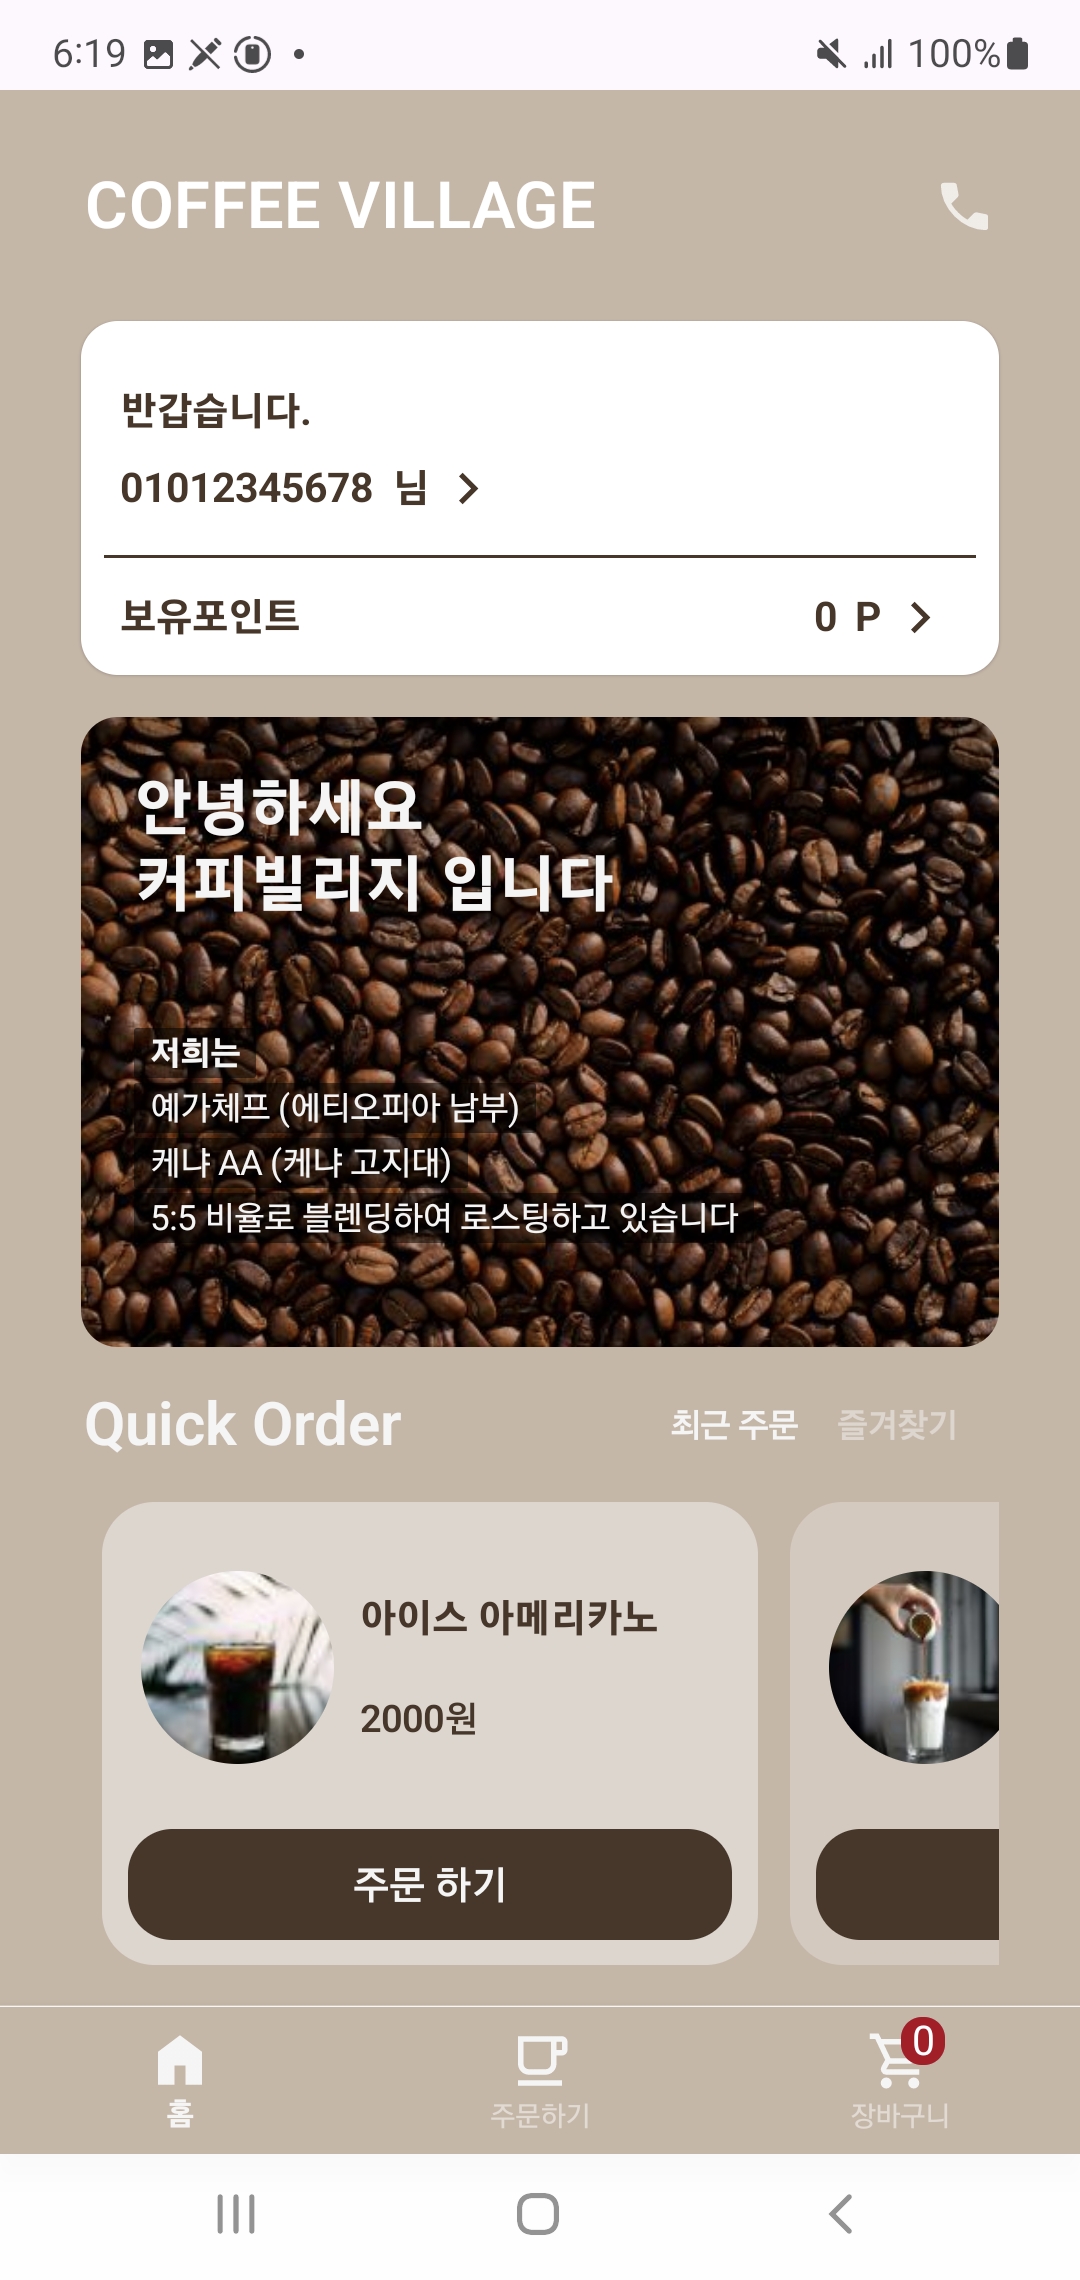 6:19
100%
COFFEE VILLAGE
반갑습니다.
01012345678 님
보유포인트
0 P
안녕하세요
커피빌리지 입니다
저희는
예가체프 (에티오피아 남부)
케냐 AA (케냐 고지대)
5:5 비율로 블렌딩하여 로스팅하고 있습니다
Quick Order
최근 주문
즐겨찾기
아이스 아메리카노
2000원
주문 하기
0
홈
주문하기
장바구니